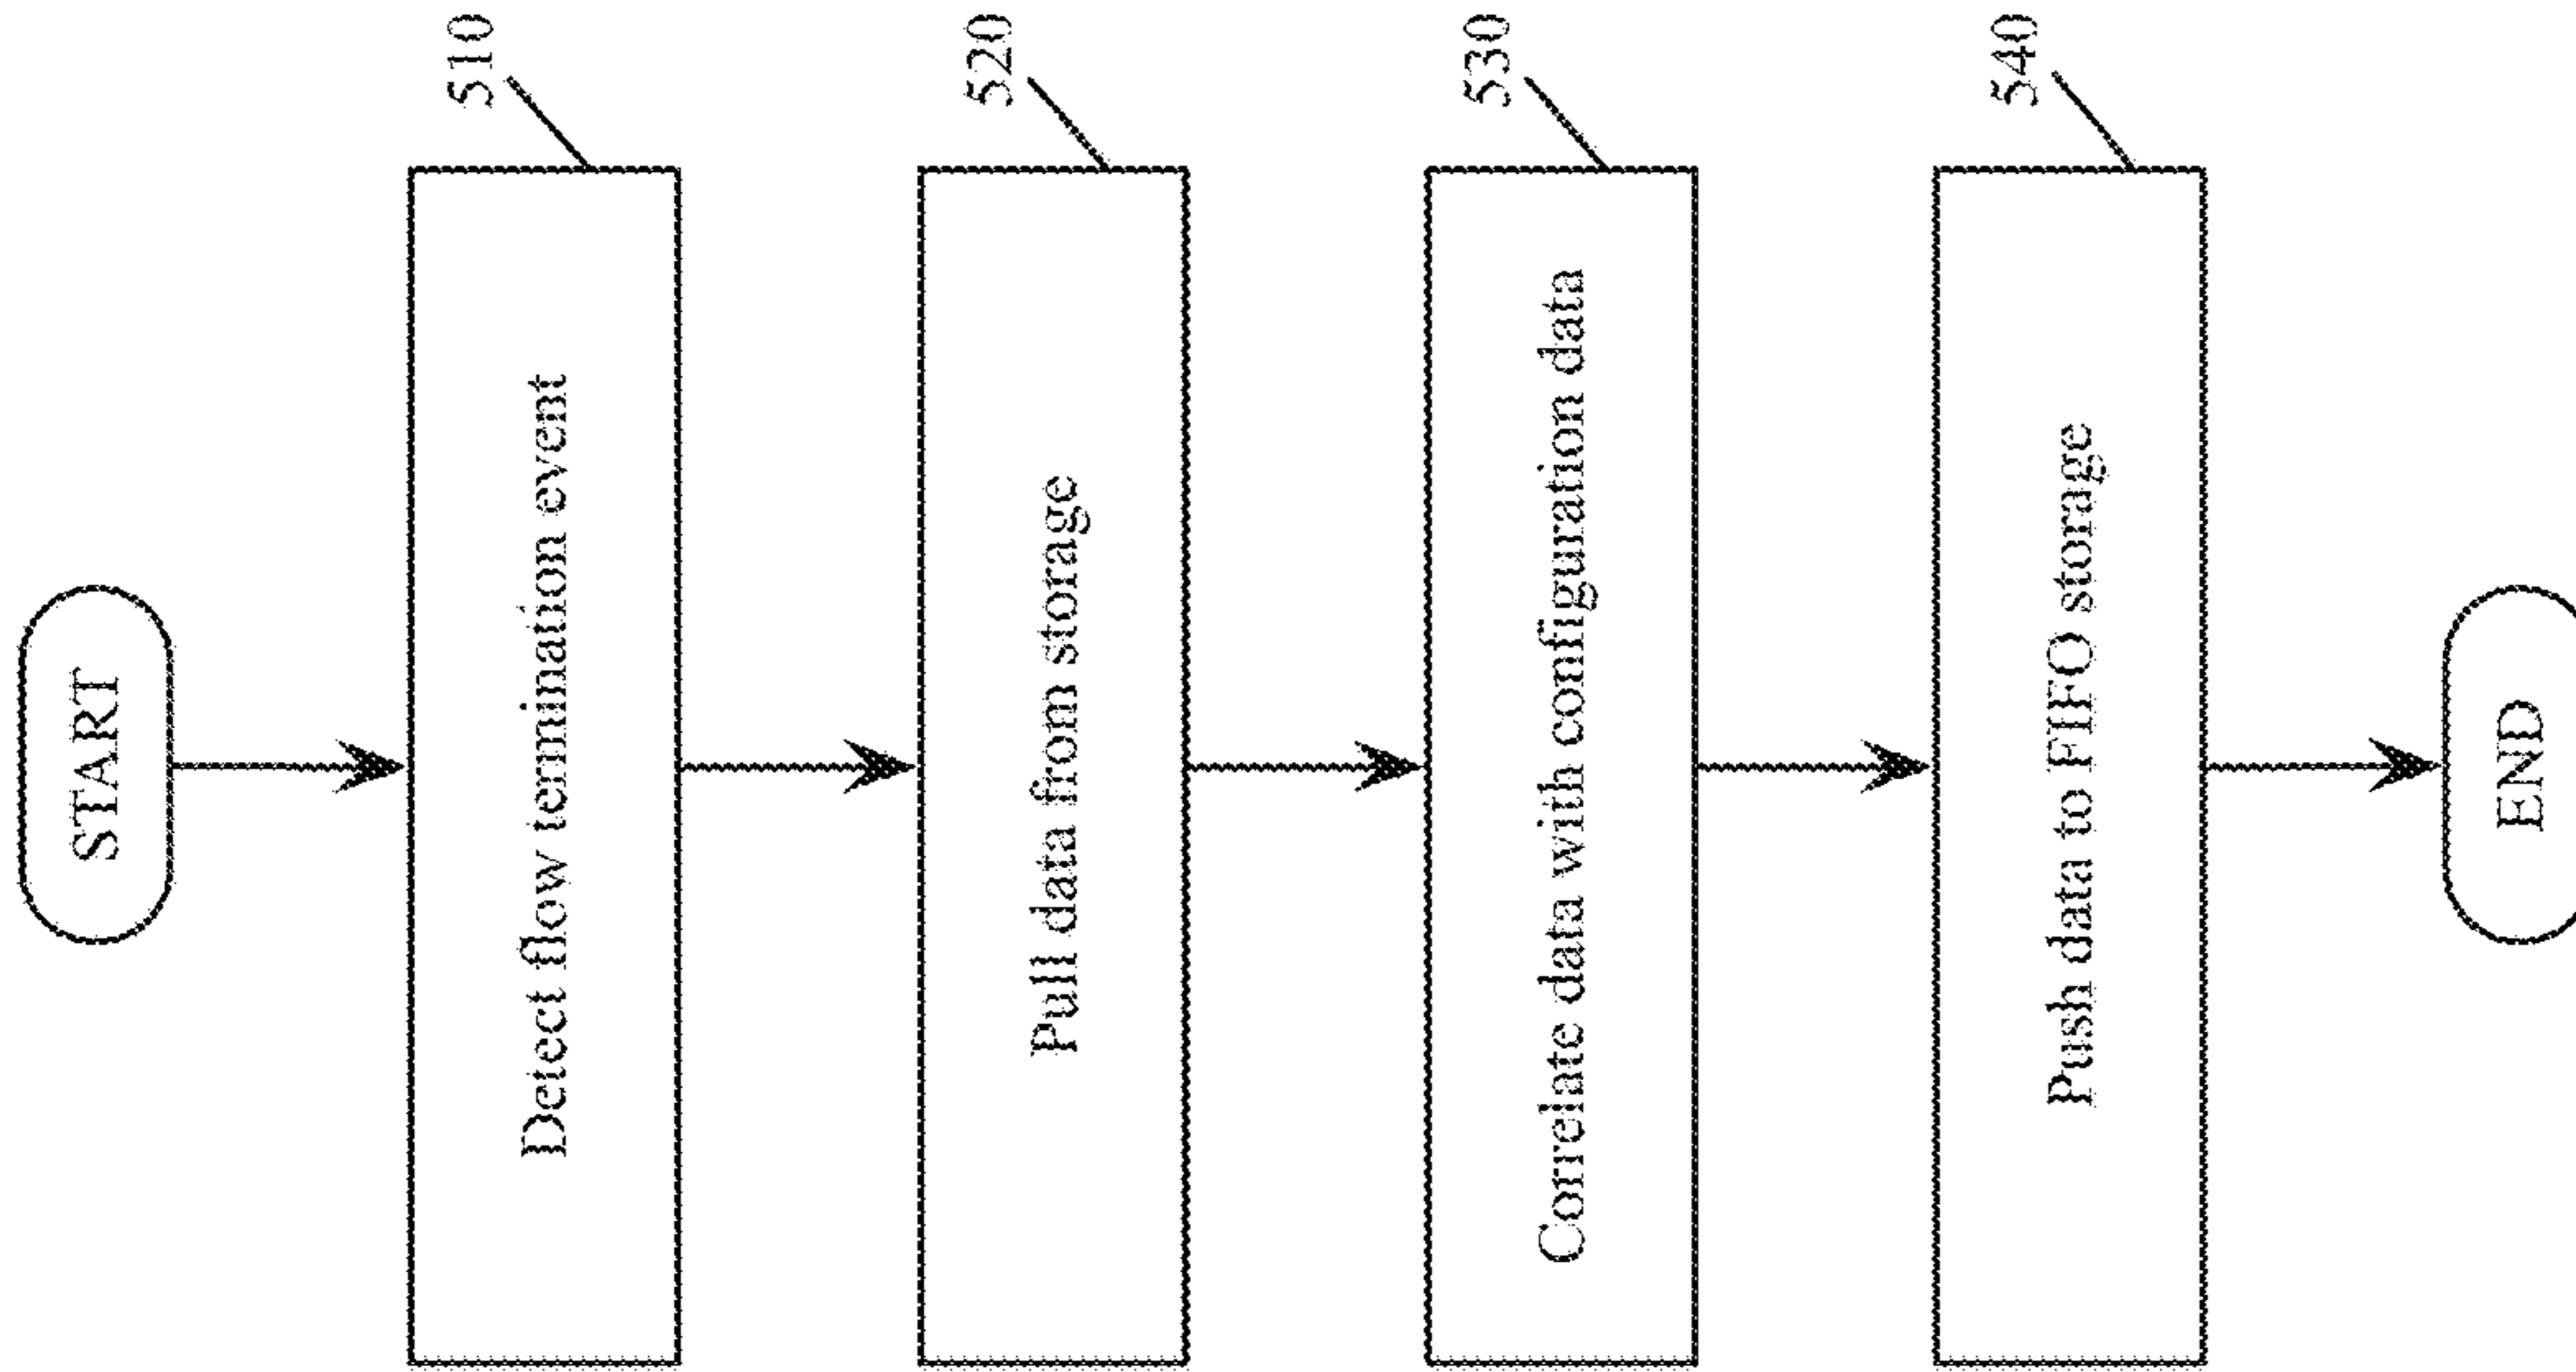 START
510
Detect flow termination event
520
Pull data from storage
530
Correlate data with configuration data
540
Push data to FIFO storage
END